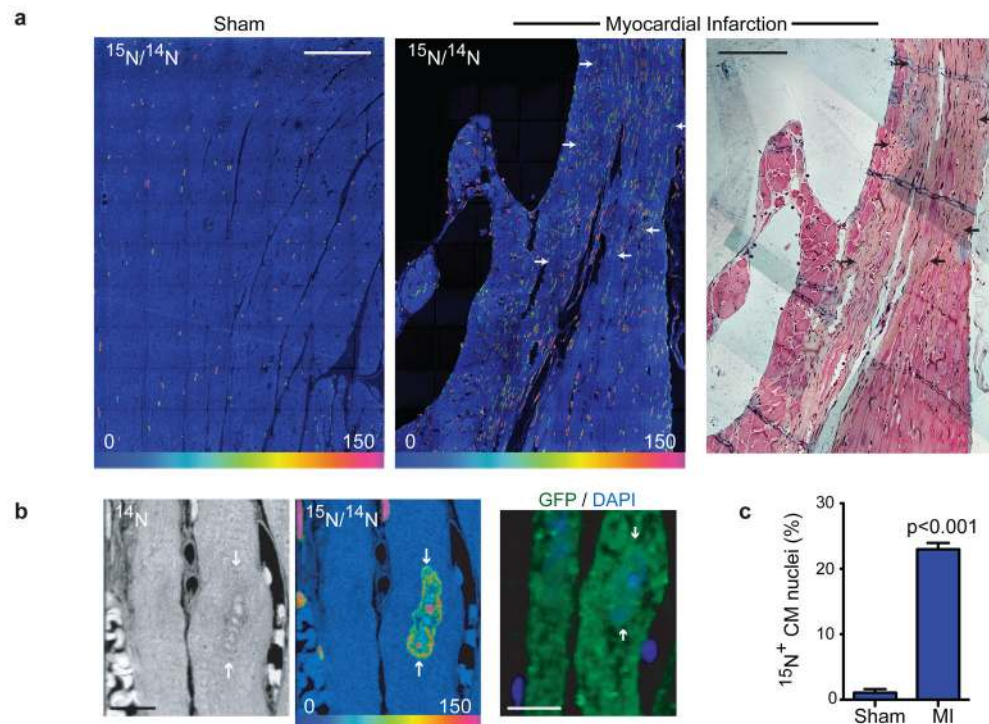 a
Sham
Myocardial Infarction
15N/14N
15N/14N
0 150
0 150
b
14N
15N/14N
GFP / DAPI
0 150
c
15N+ CM nuclei (%)
30
20
10
0
p<0.001
Sham MI